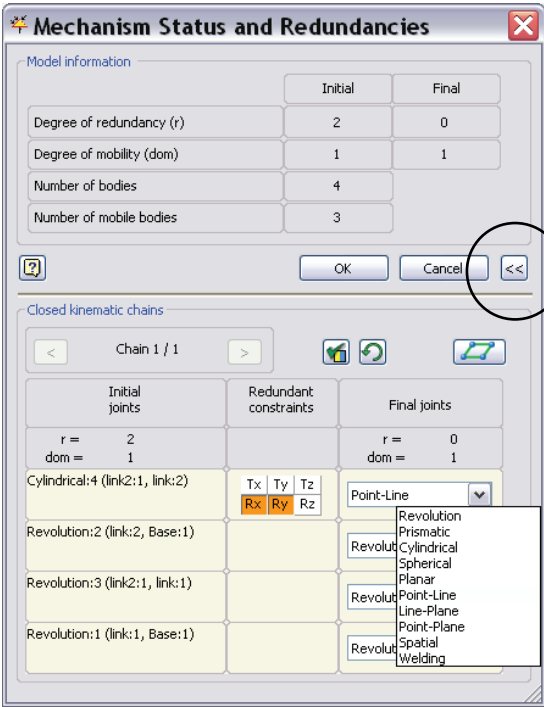 Mechanism Status and Redundancies
Model information
Initial Final
Degree of redundancy (r) 2 0
Degree of mobility (dom) 1 1
Number of bodies 4
Number of mobile bodies 3
OK Cancel <<
Closed kinematic chains
< Chain 1 / 1 >
Initial joints Redundant constraints Final joints
r = 2 r = 0
dom = 1 dom = 1
Cylindrical:4 (link2:1, link:2) Tx Ty Tz Point-Line
Rx Ry Rz
Revolution
Prismatic
Revolution:2 (link:2, Base:1) Revolut Cylindrical
Spherical
Planar
Revolution:3 (link2:1, link:1) Revolut Point-Line
Line-Plane
Point-Plane
Revolution:1 (link:1, Base:1) Revolut Spatial
Welding